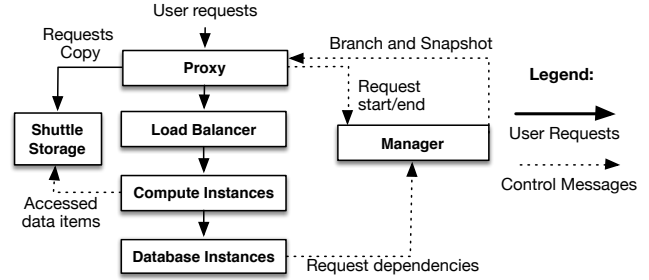 User requests
Requests
Copy
Branch and Snapshot
Proxy
Legend:
Request
start/end
Shuttle
Storage
Load Balancer
Manager
User Requests
Compute Instances
Control Messages
Accessed
data items
Database Instances
Request dependencies